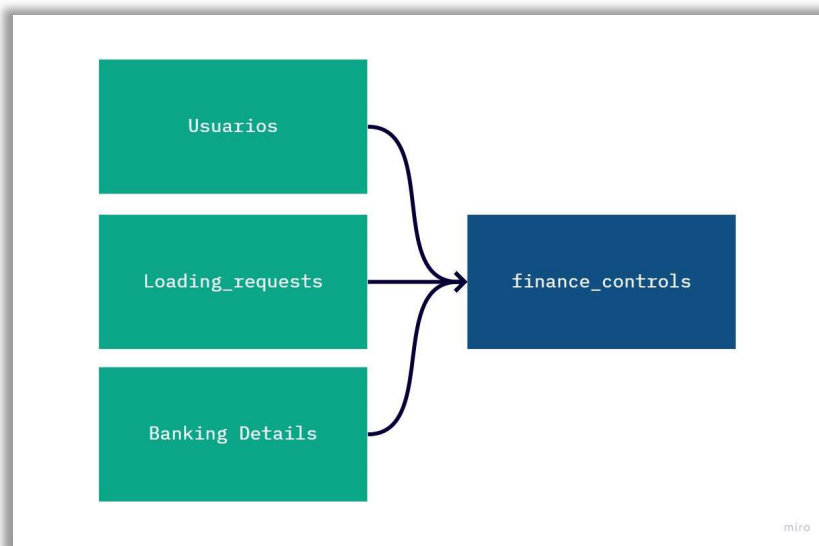 Usuarios
Loading_requests
finance_controls
Banking Details
miro